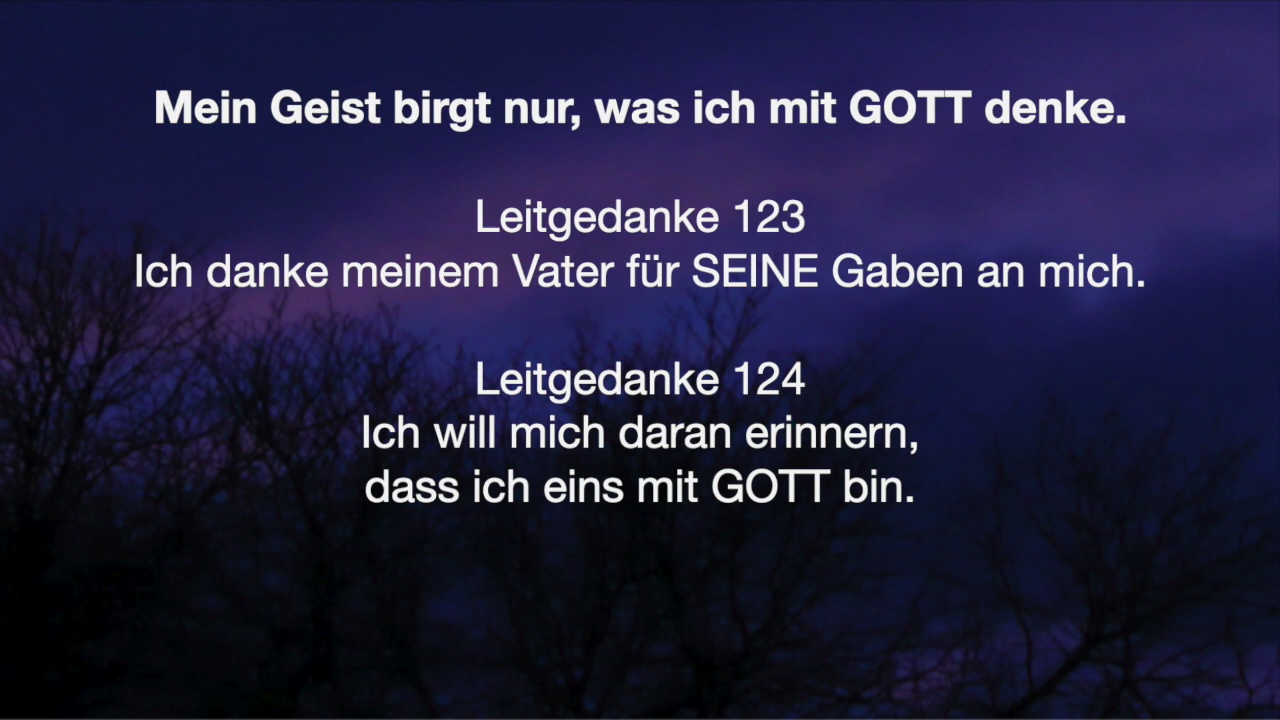 Mein Geist birgt nur, was ich mit GOTT denke.
Leitgedanke 123
Ich danke meinem Vater für SEINE Gaben an mich.
Leitgedanke 124
Ich will mich daran erinnern,
dass ich eins mit GOTT bin.